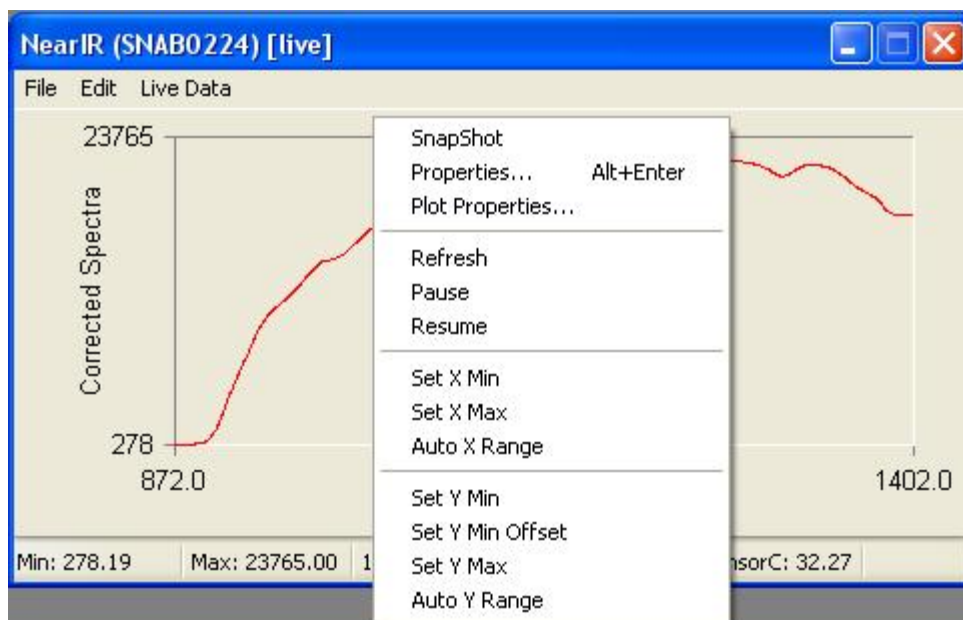 NearIR (SNAB0224) [live]
File Edit Live Data
23765
Corrected Spectra
278
872.0
1402.0
SnapShot
Properties... Alt+Enter
Plot Properties...
Refresh
Pause
Resume
Set X Min
Set X Max
Auto X Range
Set Y Min
Set Y Min Offset
Set Y Max
Auto Y Range
Min: 278.19 Max: 23765.00 1 nsorC: 32.27